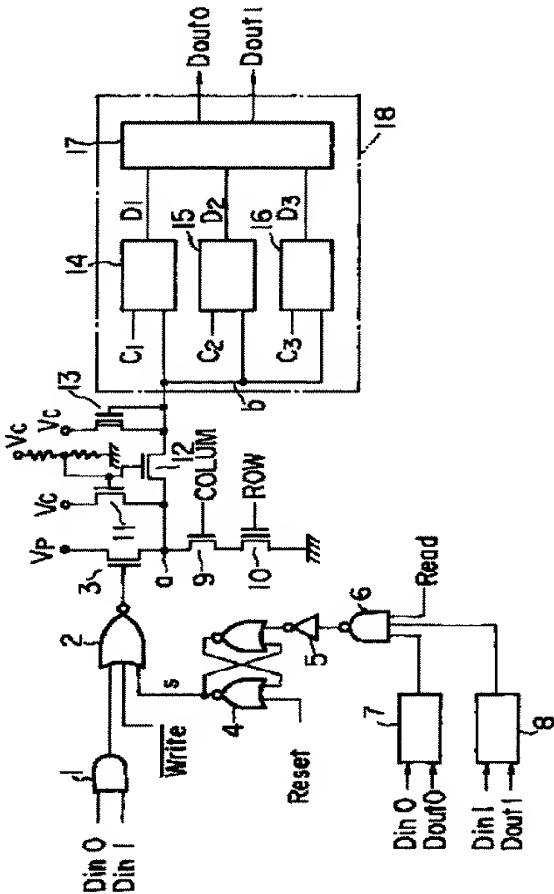 Din 0
Din 1
1
Write
2
s
4
Reset
5
6
Read
7
Din 0
Dout0
8
Din 1
Dout1
3
VP
a
COLUM
9
ROW
10
Vc
11
Vc
12
Vc
13
b
C1
14
D1
C2
15
D2
C3
16
D3
17
18
Dout0
Dout1